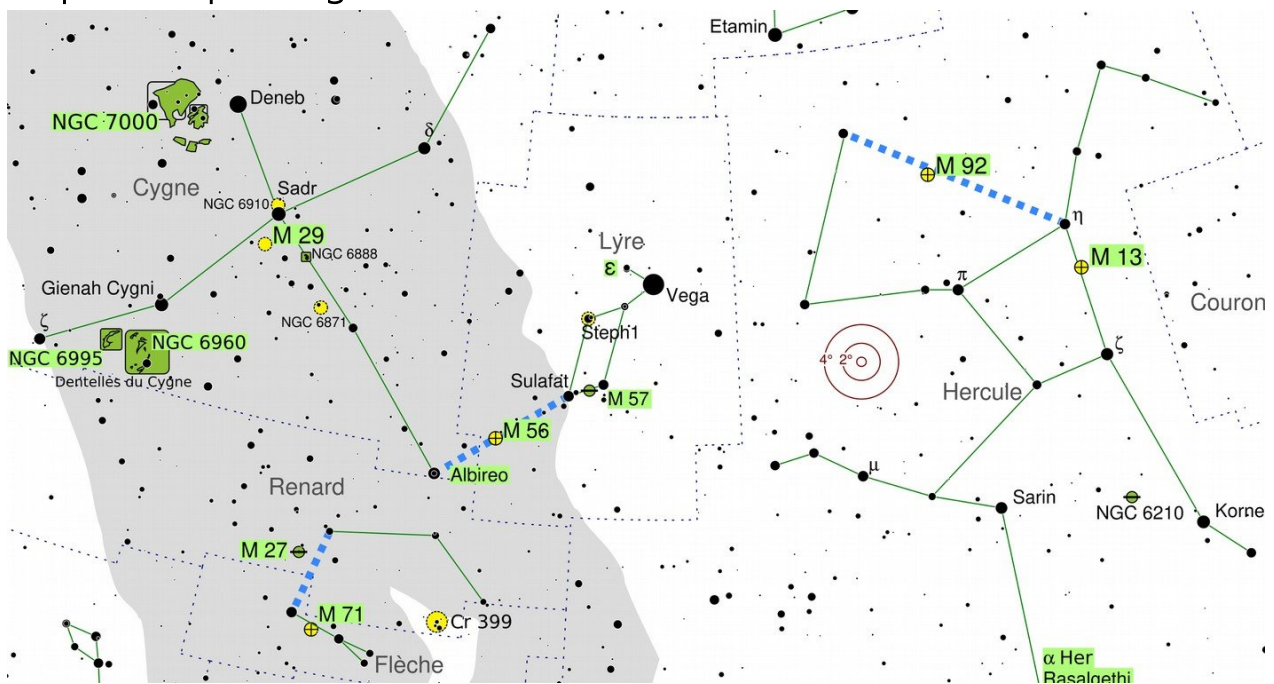 Etamin
Deneb
NGC 7000
δ
M 92
Cygne
Sadr
NGC 6910
η
M 29
NGC 6888
Lyre
ε
M 13
π
Gienah Cygni
Vega
Couron
NGC 6871
ζ
Steph1
NGC 6960
NGC 6995
4° 2°
ζ
Dentelles du Cygne
Sulafat
M 57
Hercule
M 56
Albireo
μ
Renard
Sarin
NGC 6210
Korne
M 27
M 71
Cr 399
Flèche
α Her
Rasalgethi